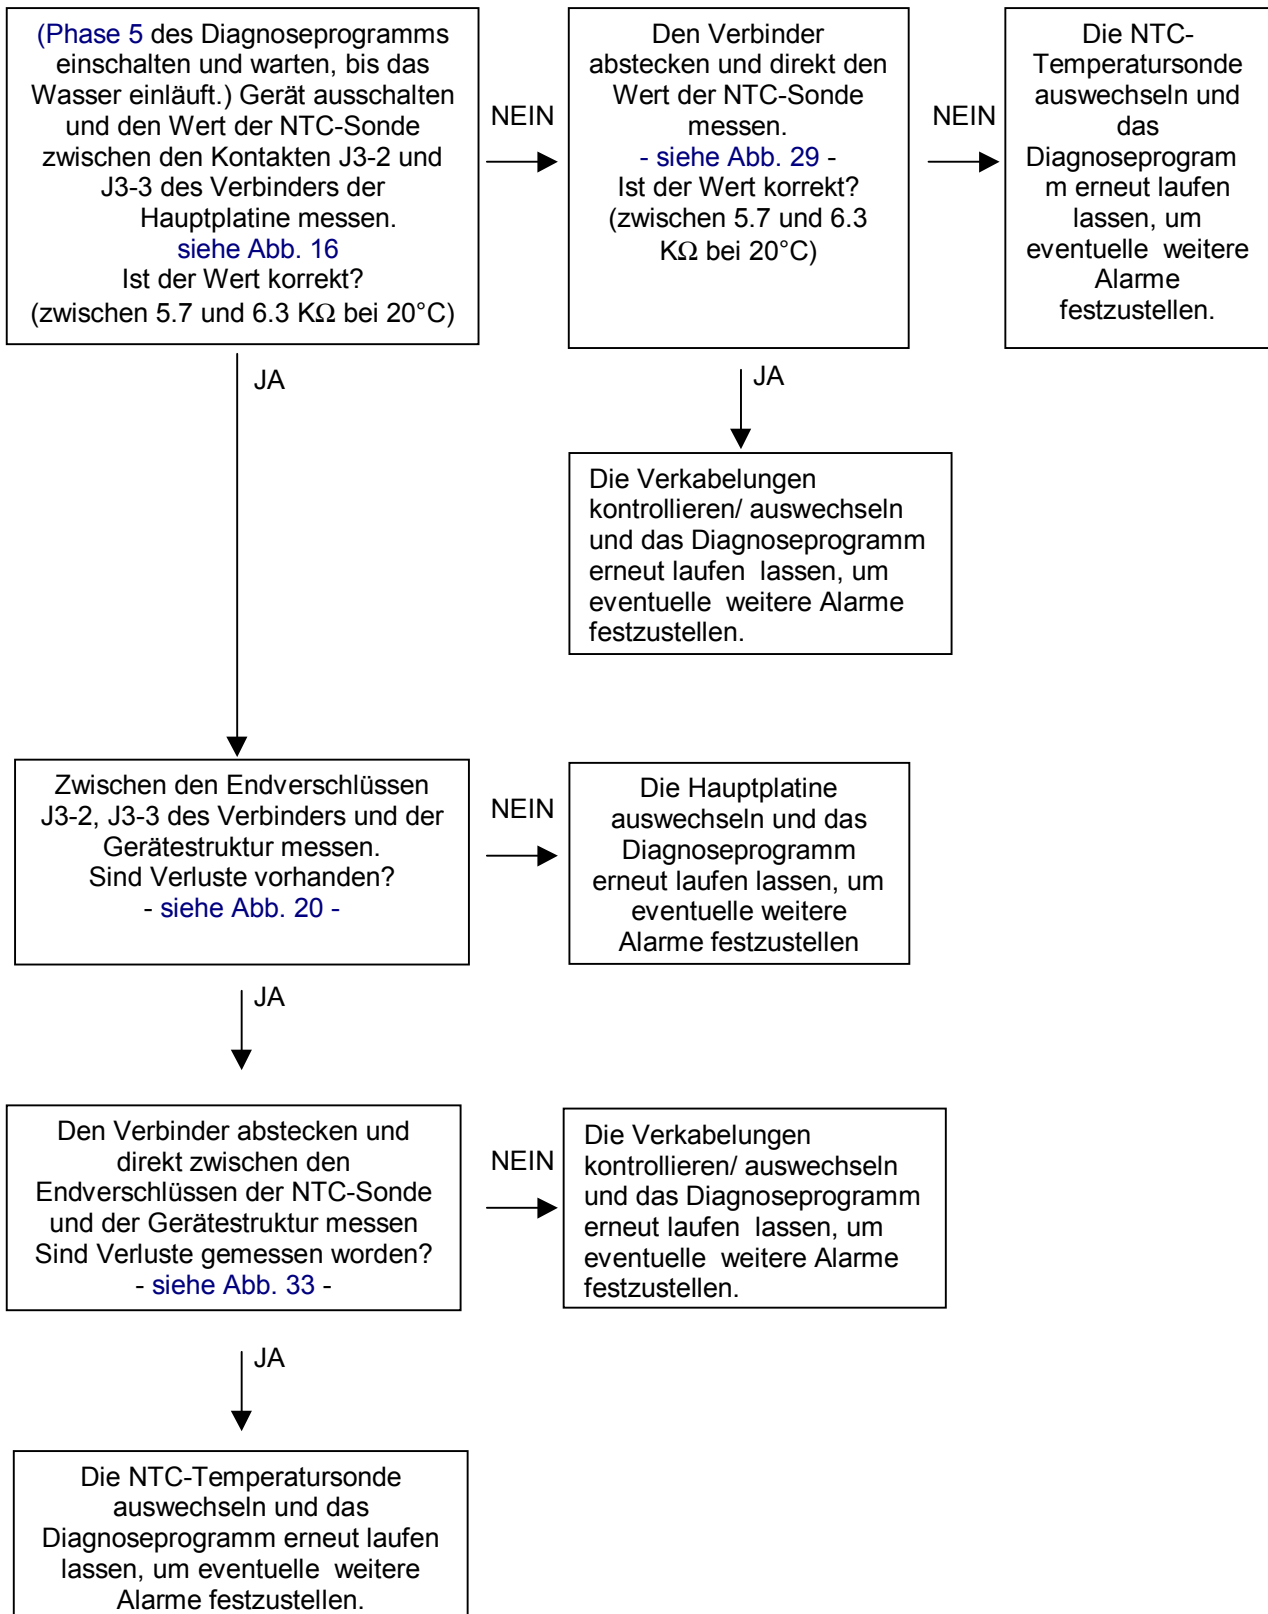 (Phase 5 des Diagnoseprogramms
einschalten und warten, bis das
Wasser einläuft.) Gerät ausschalten
und den Wert der NTC-Sonde
zwischen den Kontakten J3-2 und
J3-3 des Verbinders der
Hauptplatine messen.
siehe Abb. 16
Ist der Wert korrekt?
(zwischen 5.7 und 6.3 KΩ bei 20°C)
NEIN
Den Verbinder
abstecken und direkt den
Wert der NTC-Sonde
messen.
- siehe Abb. 29 -
Ist der Wert korrekt?
(zwischen 5.7 und 6.3
KΩ bei 20°C)
NEIN
Die NTC-
Temperatursonde
auswechseln und
das
Diagnoseprogram
m erneut laufen
lassen, um
eventuelle weitere
Alarme
festzustellen.
JA
JA
Die Verkabelungen
kontrollieren/ auswechseln
und das Diagnoseprogramm
erneut laufen lassen, um
eventuelle weitere Alarme
festzustellen.
Zwischen den Endverschlüssen
J3-2, J3-3 des Verbinders und der
Gerätestruktur messen.
Sind Verluste vorhanden?
- siehe Abb. 20 -
NEIN
Die Hauptplatine
auswechseln und das
Diagnoseprogramm
erneut laufen lassen, um
eventuelle weitere
Alarme festzustellen
JA
Den Verbinder abstecken und
direkt zwischen den
Endverschlüssen der NTC-Sonde
und der Gerätestruktur messen
Sind Verluste gemessen worden?
- siehe Abb. 33 -
NEIN
Die Verkabelungen
kontrollieren/ auswechseln
und das Diagnoseprogramm
erneut laufen lassen, um
eventuelle weitere Alarme
festzustellen.
JA
Die NTC-Temperatursonde
auswechseln und das
Diagnoseprogramm erneut laufen
lassen, um eventuelle weitere
Alarme festzustellen.